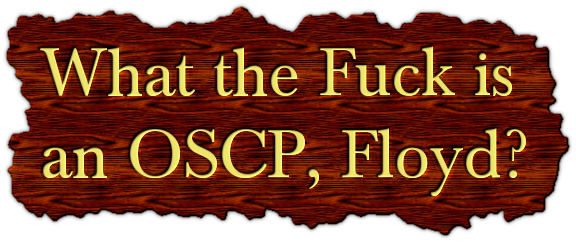 What the Fuck is
an OSCP, Floyd?